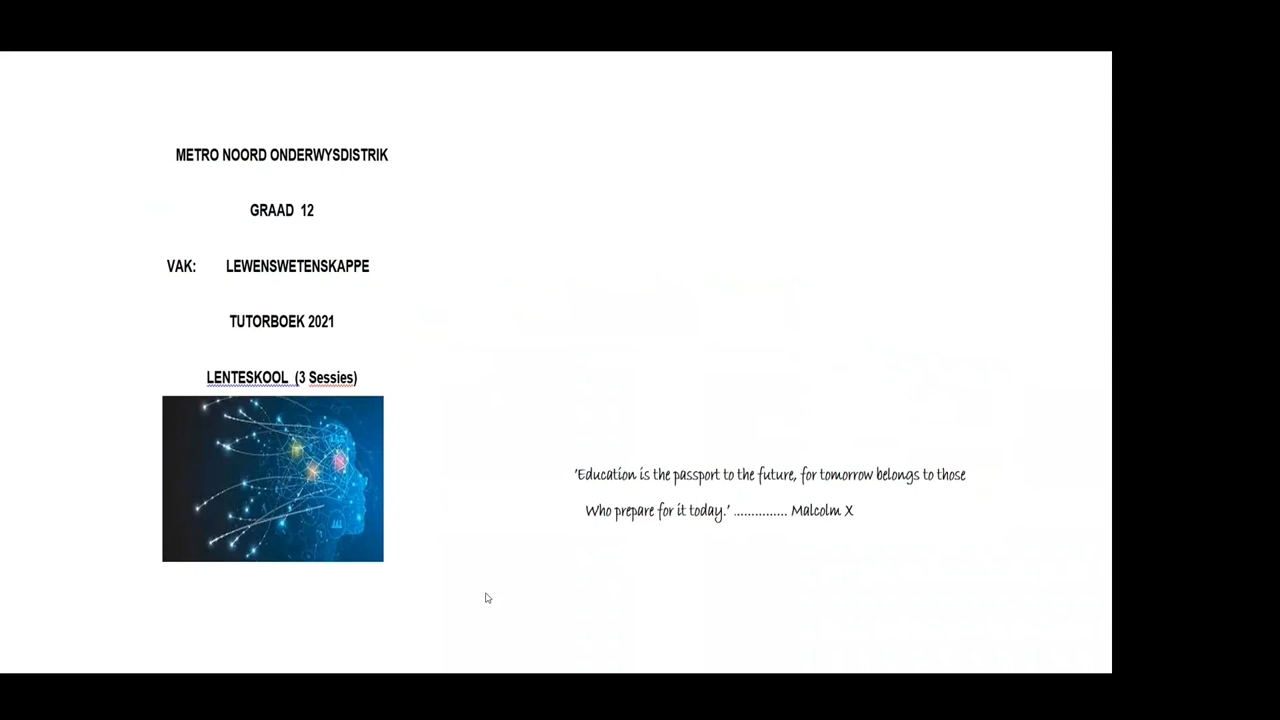 METRO NOORD ONDERWYSDISTRIK
GRAAD 12
VAK: LEWENSWETENSKAPPE
TUTORBOEK 2021
LENTESKOOL (3 Sessies)
'Education is the passport to the future, for tomorrow belongs to those
Who prepare for it today.' ............... Malcolm X